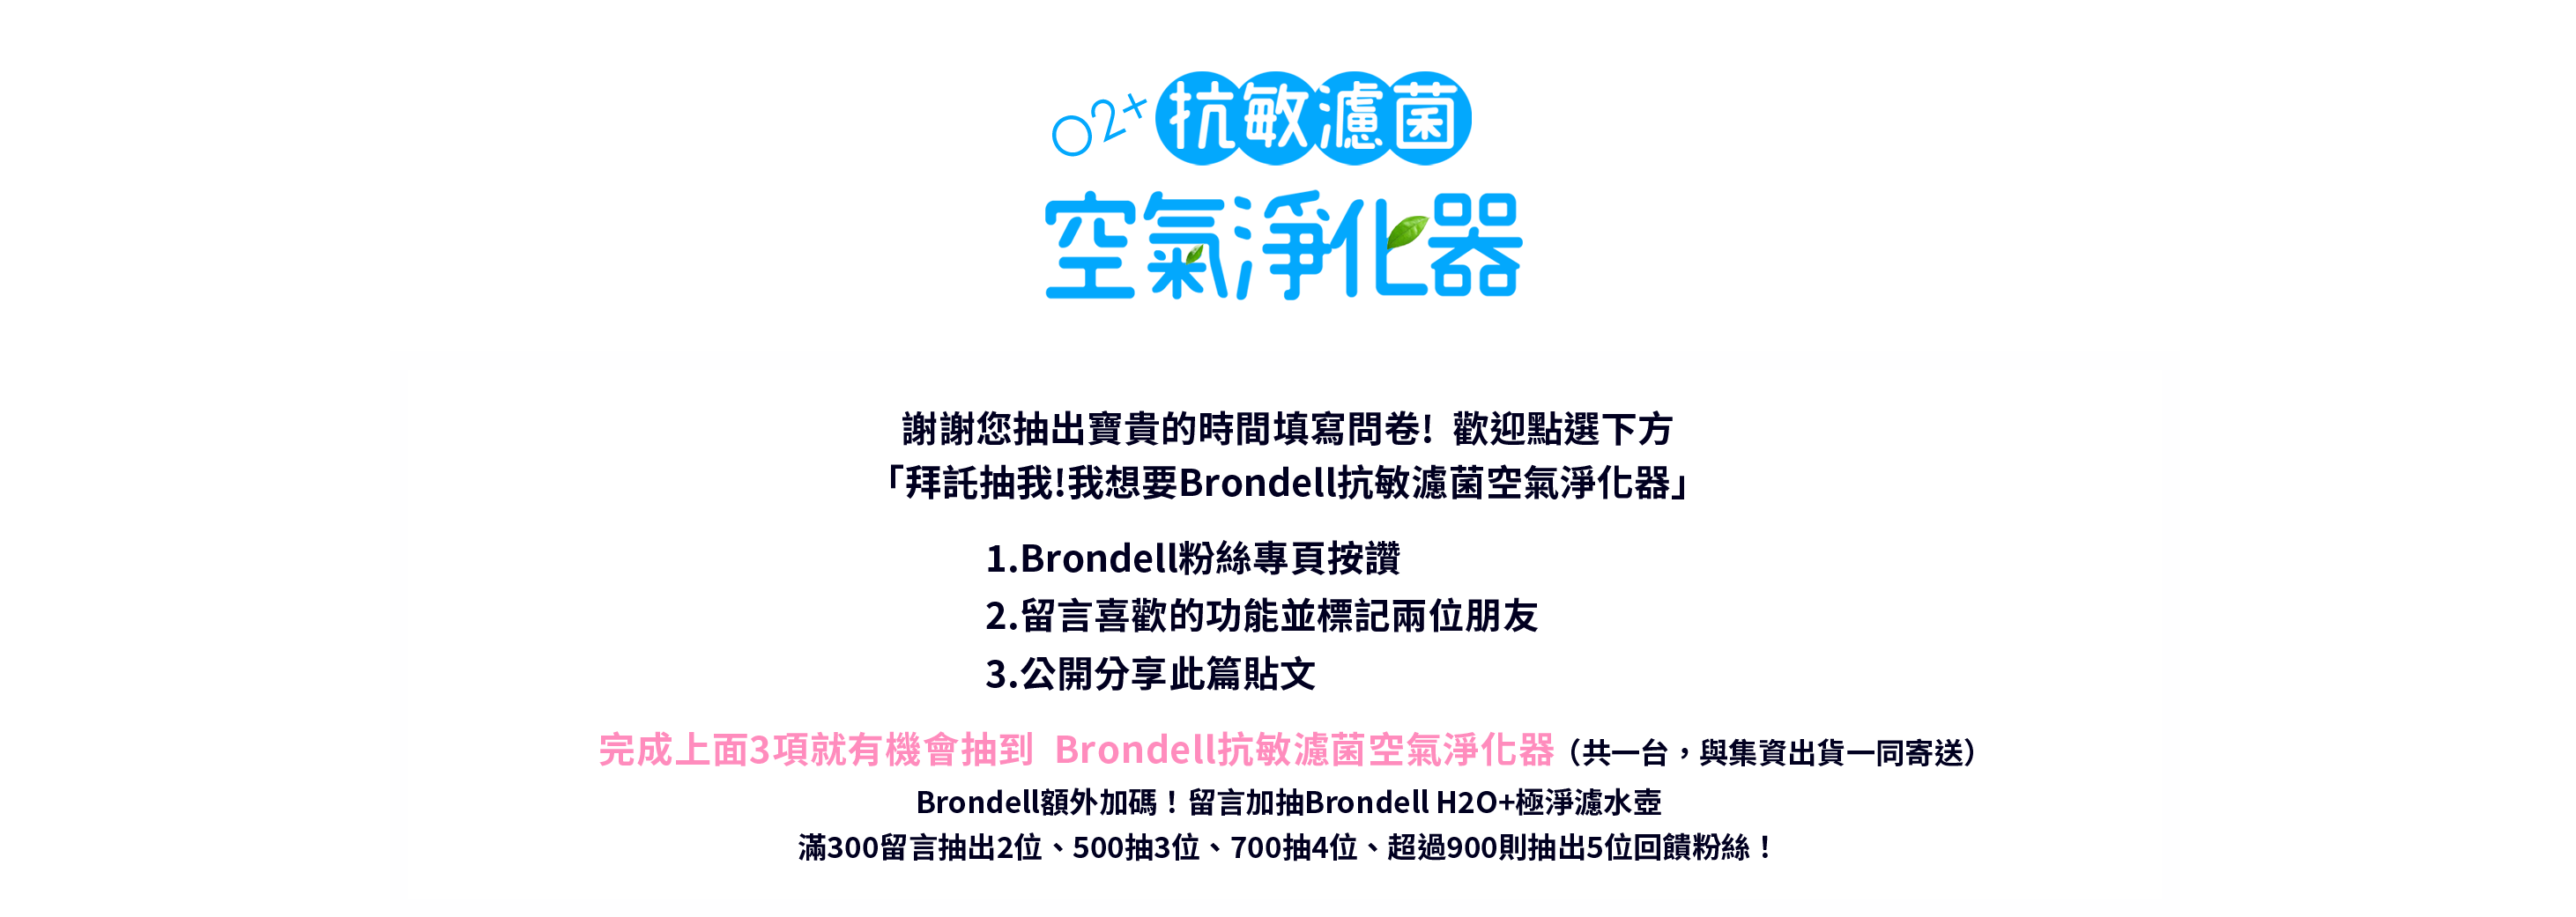 O2+抗敏濾菌
空氣淨化器
謝謝您抽出寶貴的時間填寫問卷! 歡迎點選下方
「拜託抽我!我想要Brondell抗敏濾菌空氣淨化器」
1.Brondell粉絲專頁按讚
2.留言喜歡的功能並標記兩位朋友
3.公開分享此篇貼文
完成上面3項就有機會抽到 Brondell抗敏濾菌空氣淨化器（共一台，與集資出貨一同寄送）
Brondell額外加碼！留言加抽Brondell H2O+極淨濾水壺
滿300留言抽出2位、500抽3位、700抽4位、超過900則抽出5位回饋粉絲！